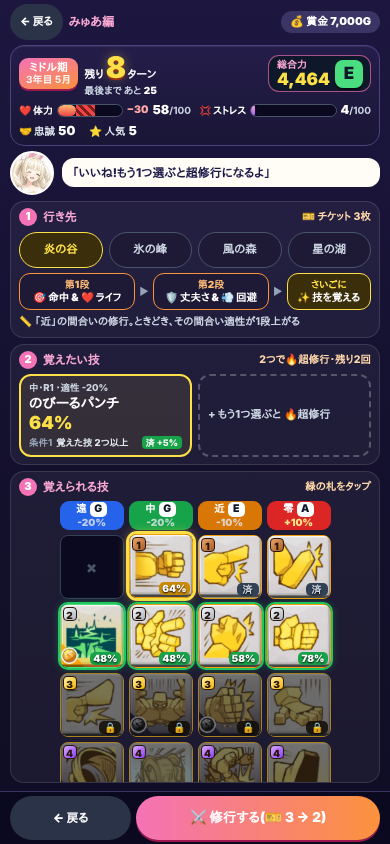 ← 戻る みゅあ編 💰 賞金 7,000G
ミドル期
3年目 5月
残り 8 ターン
最後まで あと 25
総合力
4,464 E
❤️ 体力 −30 58/100 💢 ストレス 4/100
🤝 忠誠 50 ⭐ 人気 5
「いいね!もう1つ選ぶと超修行になるよ」
1 行き先 🎫 チケット 3枚
炎の谷 氷の峰 風の森 星の湖
第1段 ▶ 第2段 ▶ さいごに
🎯 命中 & ❤️ ライフ 🛡️ 丈夫さ & 💨 回避 ✨ 技を覚える
📏 「近」の間合いの修行。ときどき、その間合い適性が1段上がる
2 覚えたい技 2つで🔥超修行・残り2回
中・R1・適性 -20%
のびーるパンチ
64%
条件1 覚えた技 2つ以上 済 +5%
+ もう1つ選ぶと 🔥超修行
3 覚えられる技 緑の札をタップ
遠 G 中 G 近 E 零 A
-20% -20% -10% +10%
×
1 64% 1 済 1 済
2 48% 2 48% 2 58% 2 78%
3 3 3 3
4 4 4 4
← 戻る ⚔️ 修行する(🎫 3 → 2)